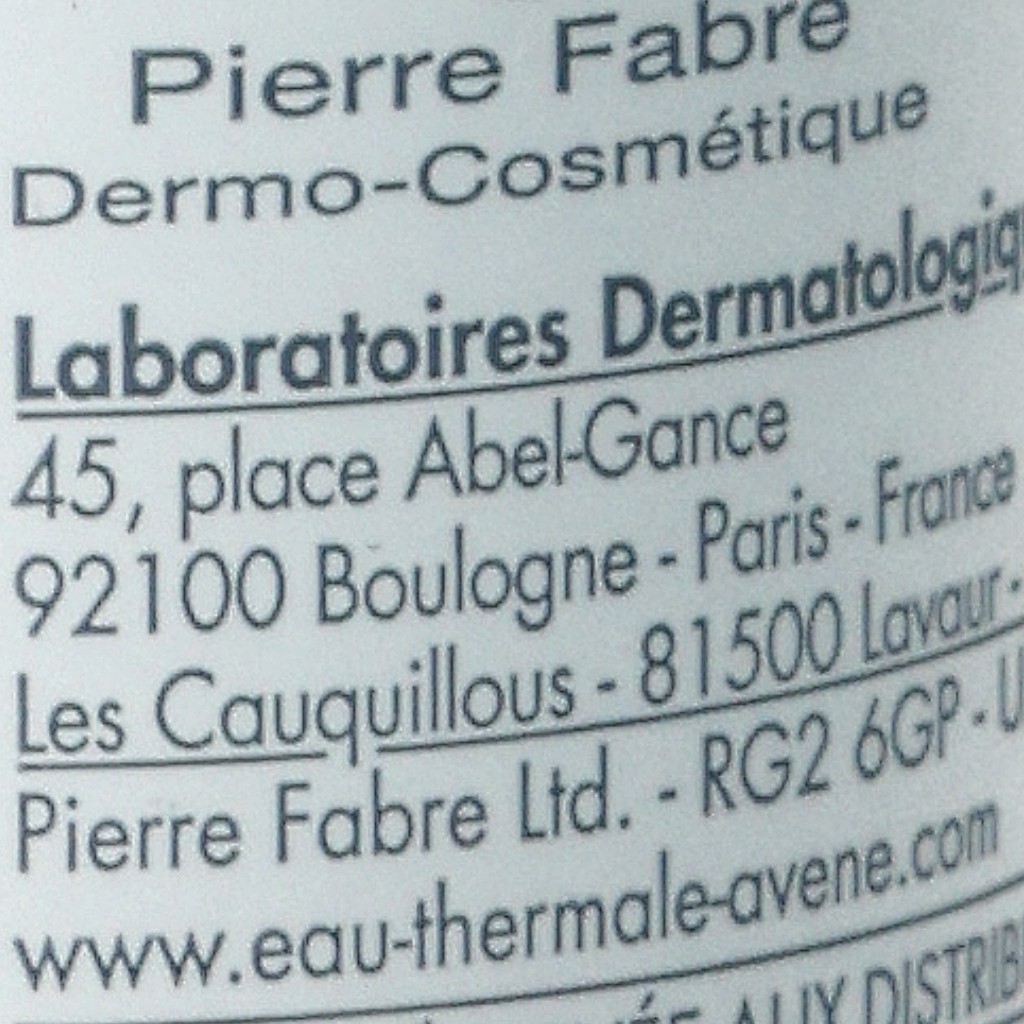 Pierre Fabre
Dermo-Cosmétique
Laboratoires
45, place Abel-Gance
92100 Boulogne - Paris - France
Les Cauquillous - 81500 Lavaur -
Pierre Fabre Ltd. - RG2 6GP -
www.eau-thermale-avene.com
AUX